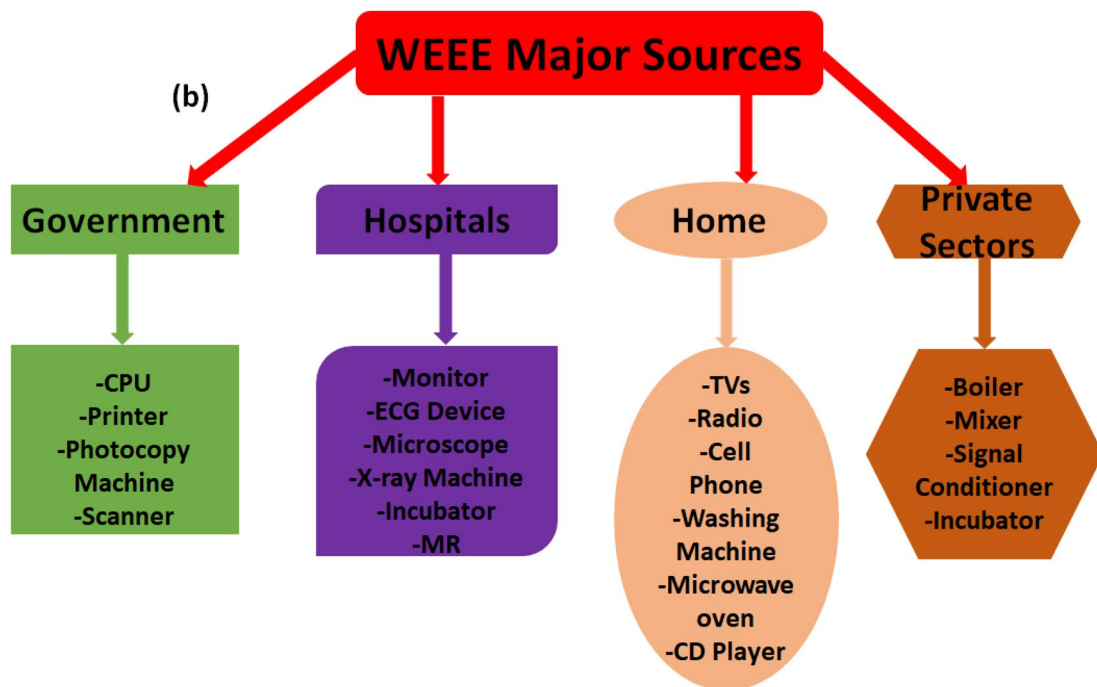 WEEE Major Sources
(b)
Government
Hospitals
Home
Private
Sectors
-CPU
-Printer
-Photocopy
Machine
-Scanner
-Monitor
-ECG Device
-Microscope
-X-ray Machine
-Incubator
-MR
-TVs
-Radio
-Cell
Phone
-Washing
Machine
-Microwave
oven
-CD Player
-Boiler
-Mixer
-Signal
Conditioner
-Incubator